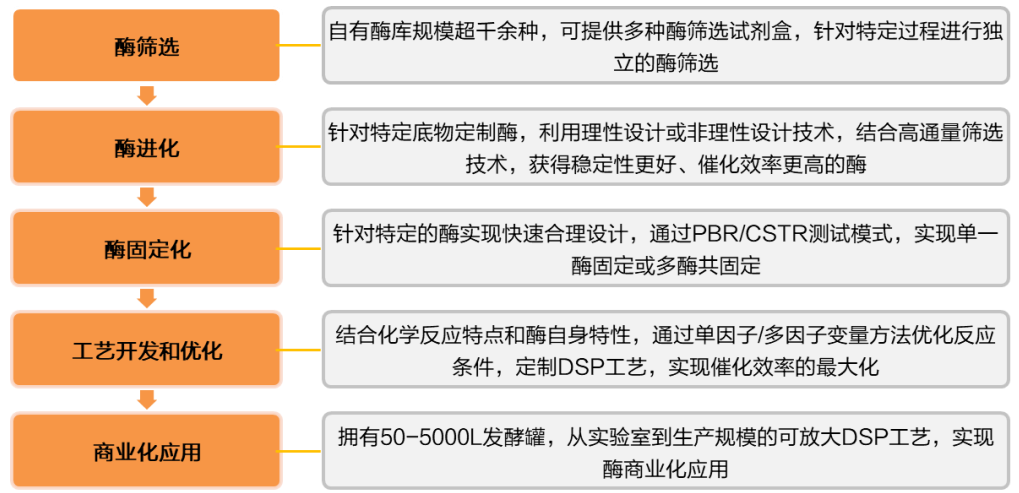 酶筛选
自有酶库规模超千余种，可提供多种酶筛选试剂盒，针对特定过程进行独
立的酶筛选
酶进化
针对特定底物定制酶，利用理性设计或非理性设计技术，结合高通量筛选
技术，获得稳定性更好、催化效率更高的酶
酶固定化
针对特定的酶实现快速合理设计，通过PBR/CSTR测试模式，实现单一
酶固定或多酶共固定
工艺开发和优化
结合化学反应特点和酶自身特性，通过单因子/多因子变量方法优化反应
条件，定制DSP工艺，实现催化效率的最大化
商业化应用
拥有50-5000L发酵罐，从实验室到生产规模的可放大DSP工艺，实现
酶商业化应用